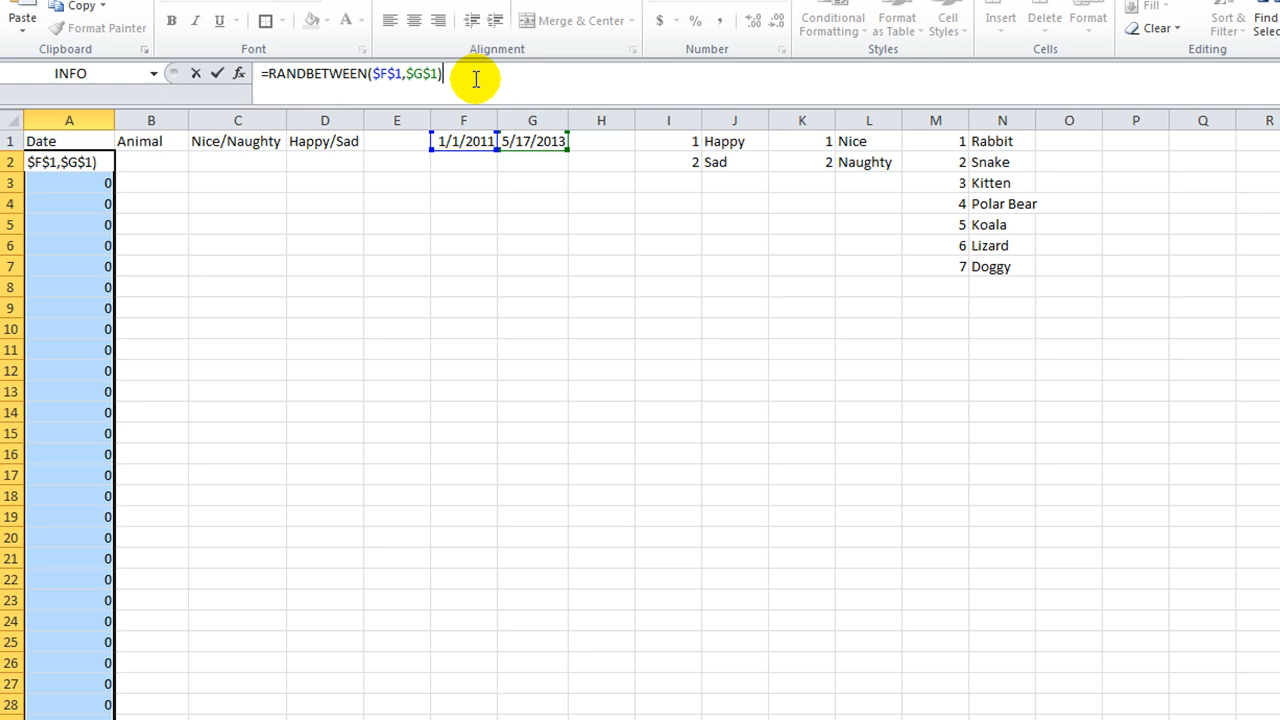 Paste
Copy
Format Painter
Clipboard
B I U A
Font
Merge & Center
Alignment
$ % ,
Number
Conditional Formatting
Format as Table
Cell Styles
Styles
Insert
Delete
Format
Cells
Fill
Clear
Sort & Filter
Editing
INFO fx =RANDBETWEEN($F$1,$G$1)
A B C D E F G H I J K L M N O P Q R
1 Date Animal Nice/Naughty Happy/Sad 1/1/2011 5/17/2013 1 Happy 1 Nice 1 Rabbit
2 $F$1,$G$1) 2 Sad 2 Naughty 2 Snake
3 0 3 Kitten
4 0 4 Polar Bear
5 0 5 Koala
6 0 6 Lizard
7 0 7 Doggy
8 0
9 0
10 0
11 0
12 0
13 0
14 0
15 0
16 0
17 0
18 0
19 0
20 0
21 0
22 0
23 0
24 0
25 0
26 0
27 0
28 0